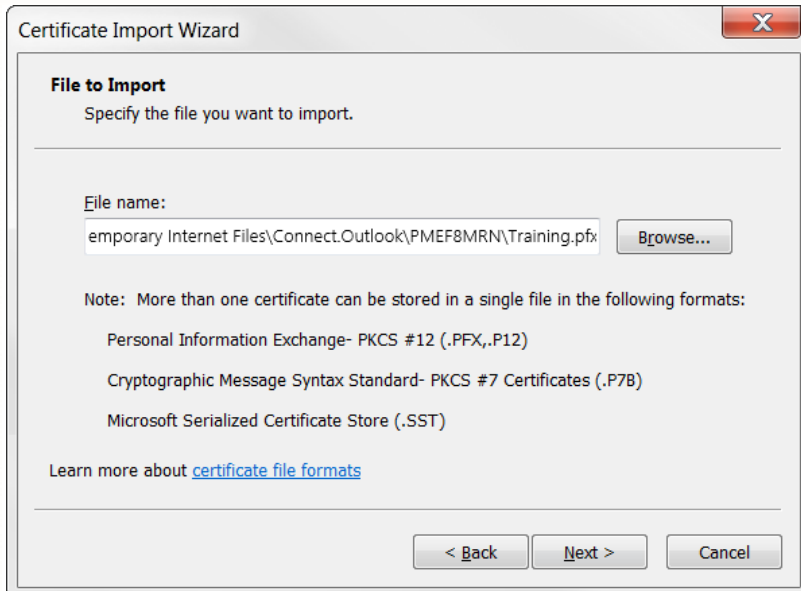 Certificate Import Wizard
File to Import
Specify the file you want to import.
File name:
emporary Internet Files\Connect.Outlook\PMEF8MRN\Training.pfx
Browse...
Note:  More than one certificate can be stored in a single file in the following formats:
Personal Information Exchange- PKCS #12 (.PFX,.P12)
Cryptographic Message Syntax Standard- PKCS #7 Certificates (.P7B)
Microsoft Serialized Certificate Store (.SST)
Learn more about certificate file formats
< Back
Next >
Cancel